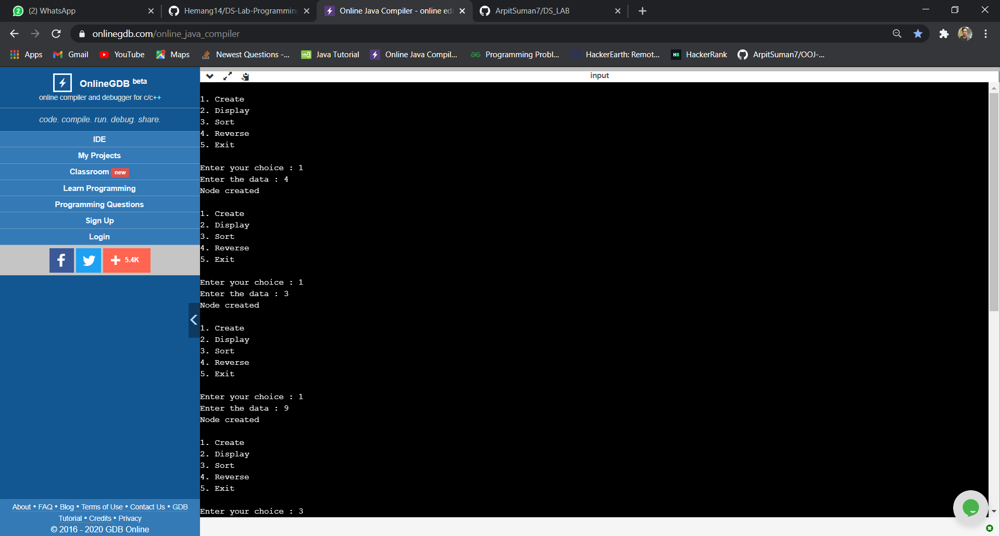 2 (2) WhatsApp
Hemang14/DS-Lab-Programming
Online Java Compiler - online edi
ArpitSuman7/DS_LAB
onlinegdb.com/online_java_compiler
Apps Gmail YouTube Maps Newest Questions -... Java Tutorial Online Java Compil... Programming Probl... HackerEarth: Remot... HackerRank ArpitSuman7/OOJ-...
OnlineGDB beta
online compiler and debugger for c/c++
code. compile. run. debug. share.
IDE
My Projects
Classroom new
Learn Programming
Programming Questions
Sign Up
Login
5.4K
About • FAQ • Blog • Terms of Use • Contact Us • GDB
Tutorial • Credits • Privacy
© 2016 - 2020 GDB Online
input
1. Create
2. Display
3. Sort
4. Reverse
5. Exit
Enter your choice : 1
Enter the data : 4
Node created
1. Create
2. Display
3. Sort
4. Reverse
5. Exit
Enter your choice : 1
Enter the data : 3
Node created
1. Create
2. Display
3. Sort
4. Reverse
5. Exit
Enter your choice : 1
Enter the data : 9
Node created
1. Create
2. Display
3. Sort
4. Reverse
5. Exit
Enter your choice : 3